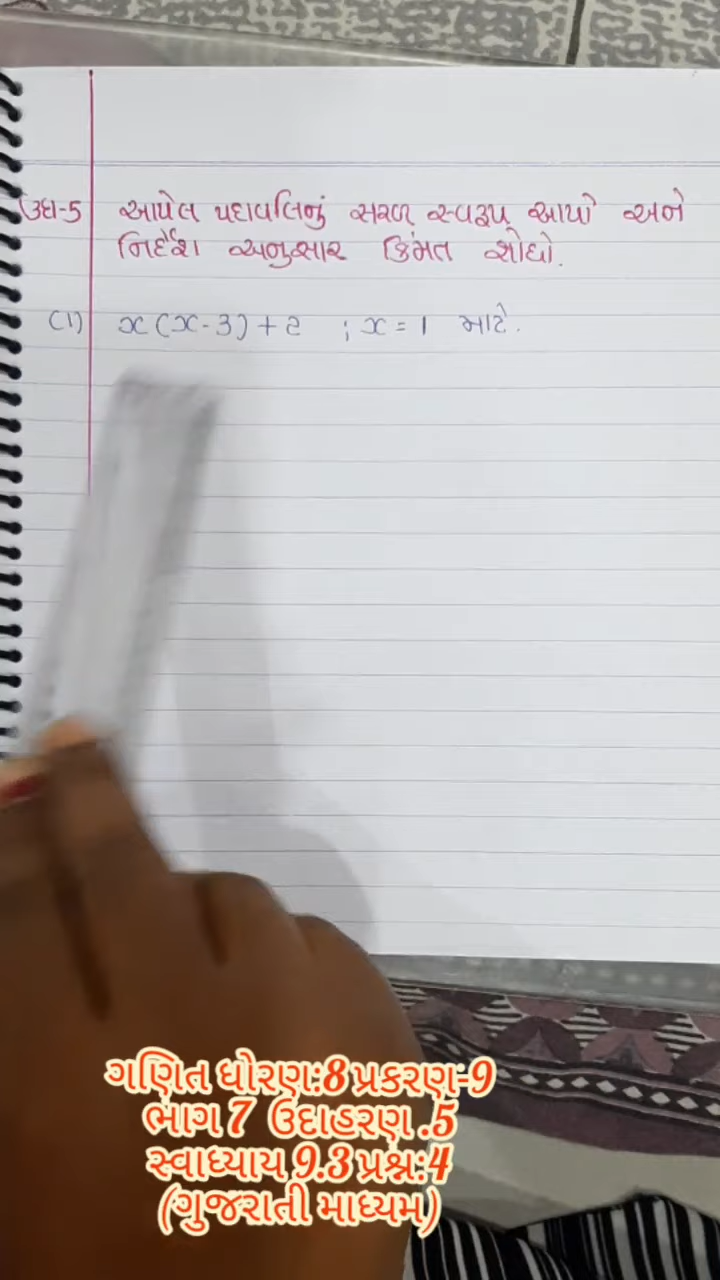 ઉદા-5 આપેલ પદાવલિનું સરળ સ્વરૂપ આપો અને
નિર્દેશ અનુસાર કિંમત શોધો.
(1) x(x-3)+2 ; x=1 માટે.
ગણિત ધોરણ:8 પ્રકરણ-9
ભાગ 7 ઉદાહરણ .5
સ્વાધ્યાય 9.3 પ્રશ્ન:4
(ગુજરાતી માધ્યમ)